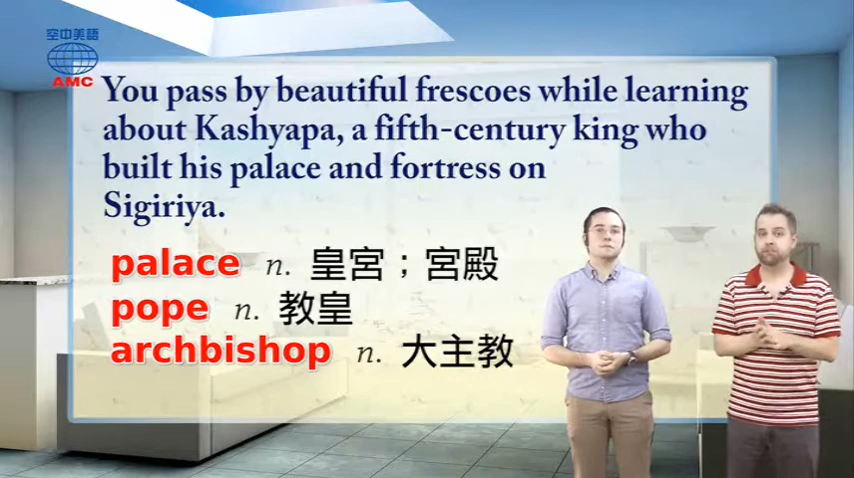 空中美語
AMC
You pass by beautiful frescoes while learning
about Kashyapa, a fifth-century king who
built his palace and fortress on
Sigiriya.
palace n. 皇宮；宮殿
pope n. 教皇
archbishop n. 大主教